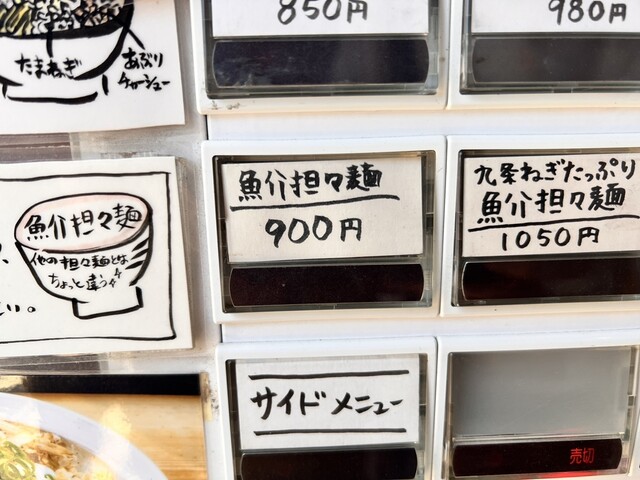 850円
980円
たまねぎ
あぶり
チャーシュー
魚介担々麺
900円
九条ねぎたっぷり
魚介担々麺
1050円
魚介担々麺
他の担々麺とは
ちょっと違う
い。
サイドメニュー
売切